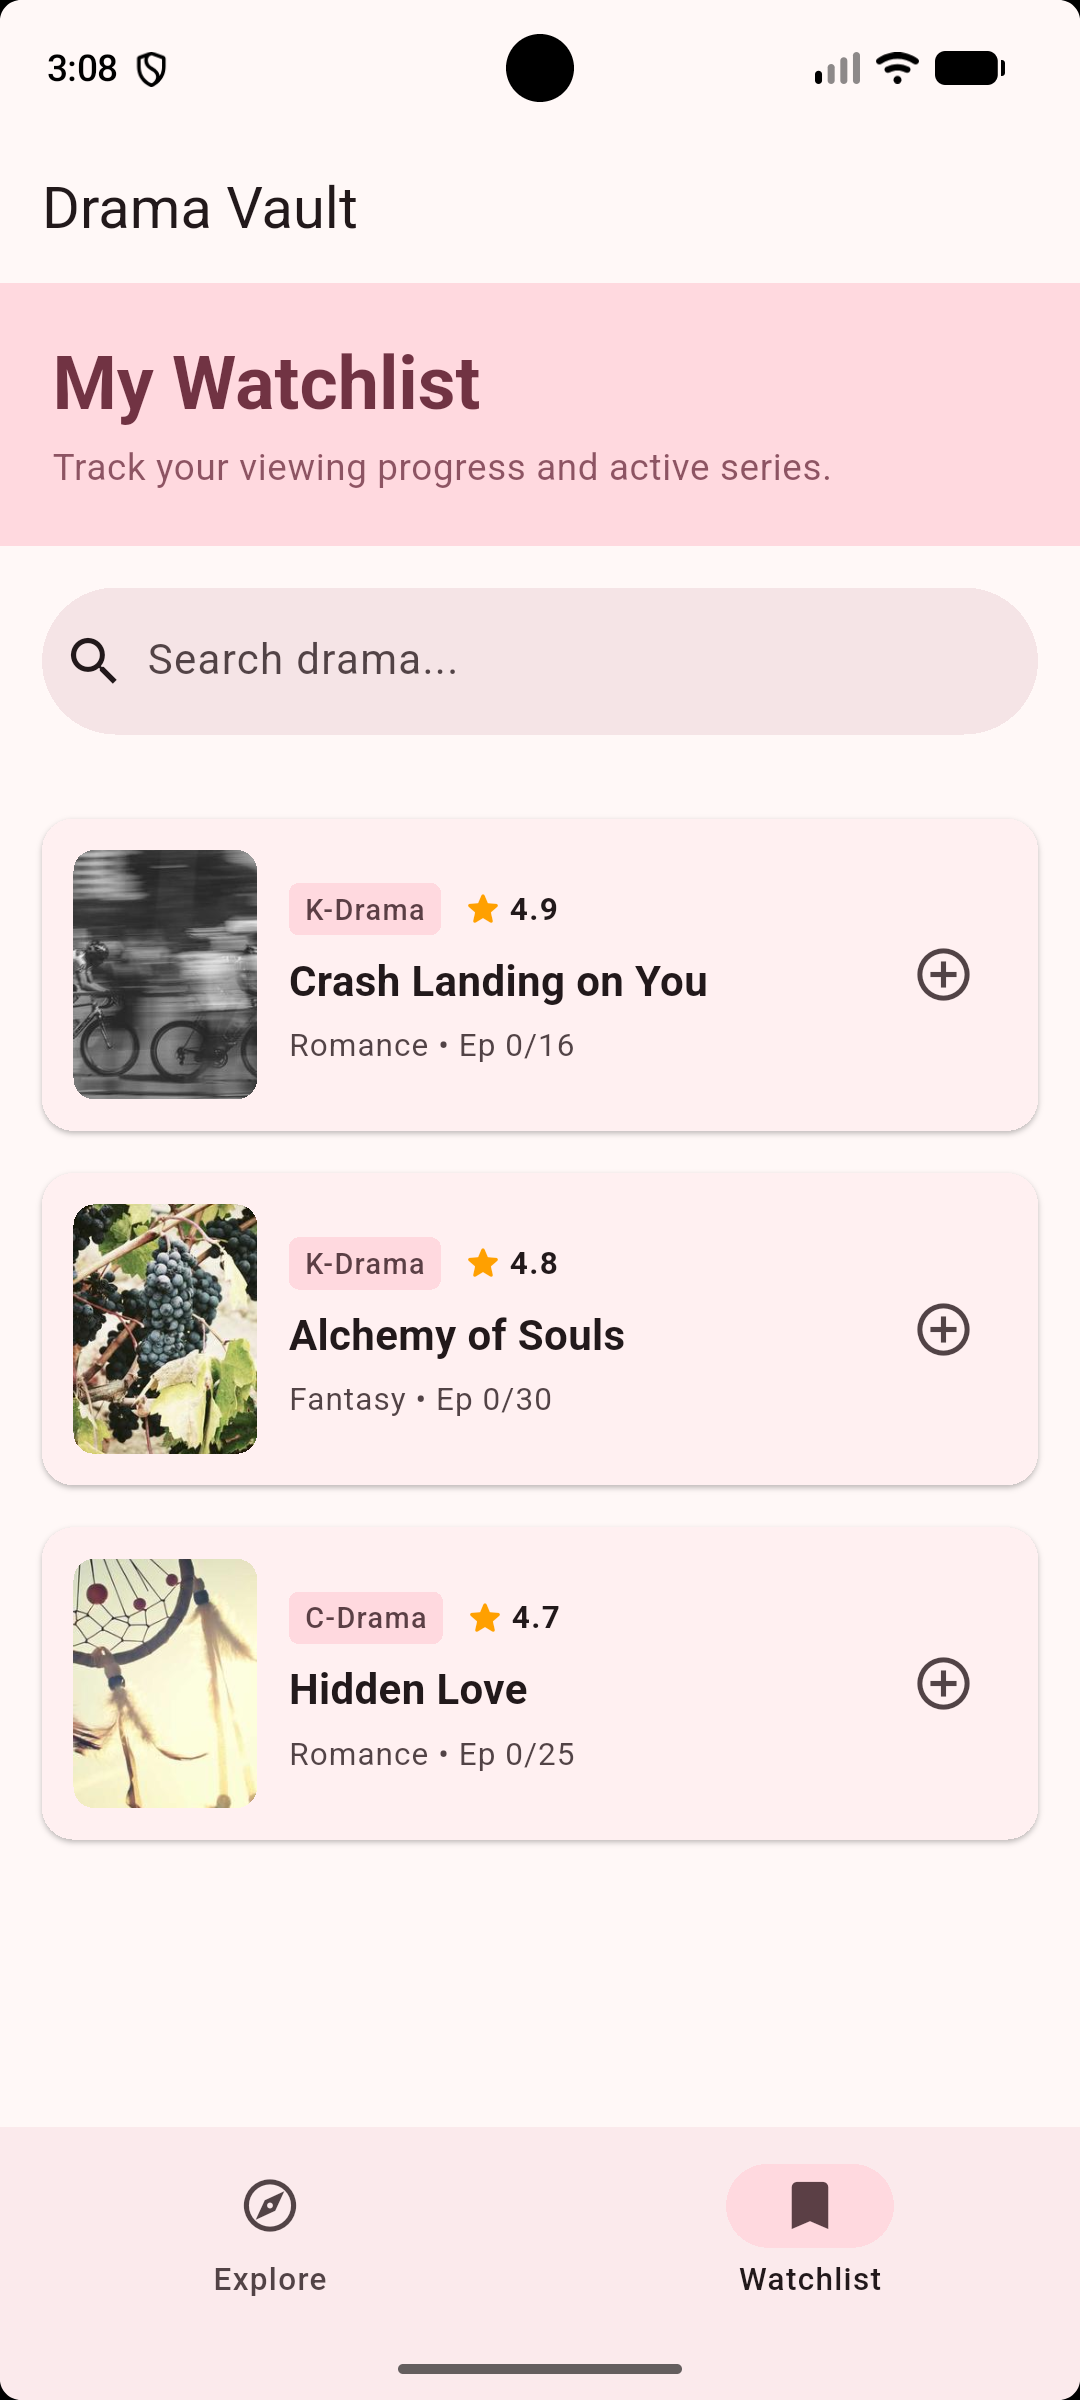 3:08
Drama Vault
My Watchlist
Track your viewing progress and active series.
Search drama...
K-Drama 4.9
Crash Landing on You
Romance • Ep 0/16
K-Drama 4.8
Alchemy of Souls
Fantasy • Ep 0/30
C-Drama 4.7
Hidden Love
Romance • Ep 0/25
Explore Watchlist